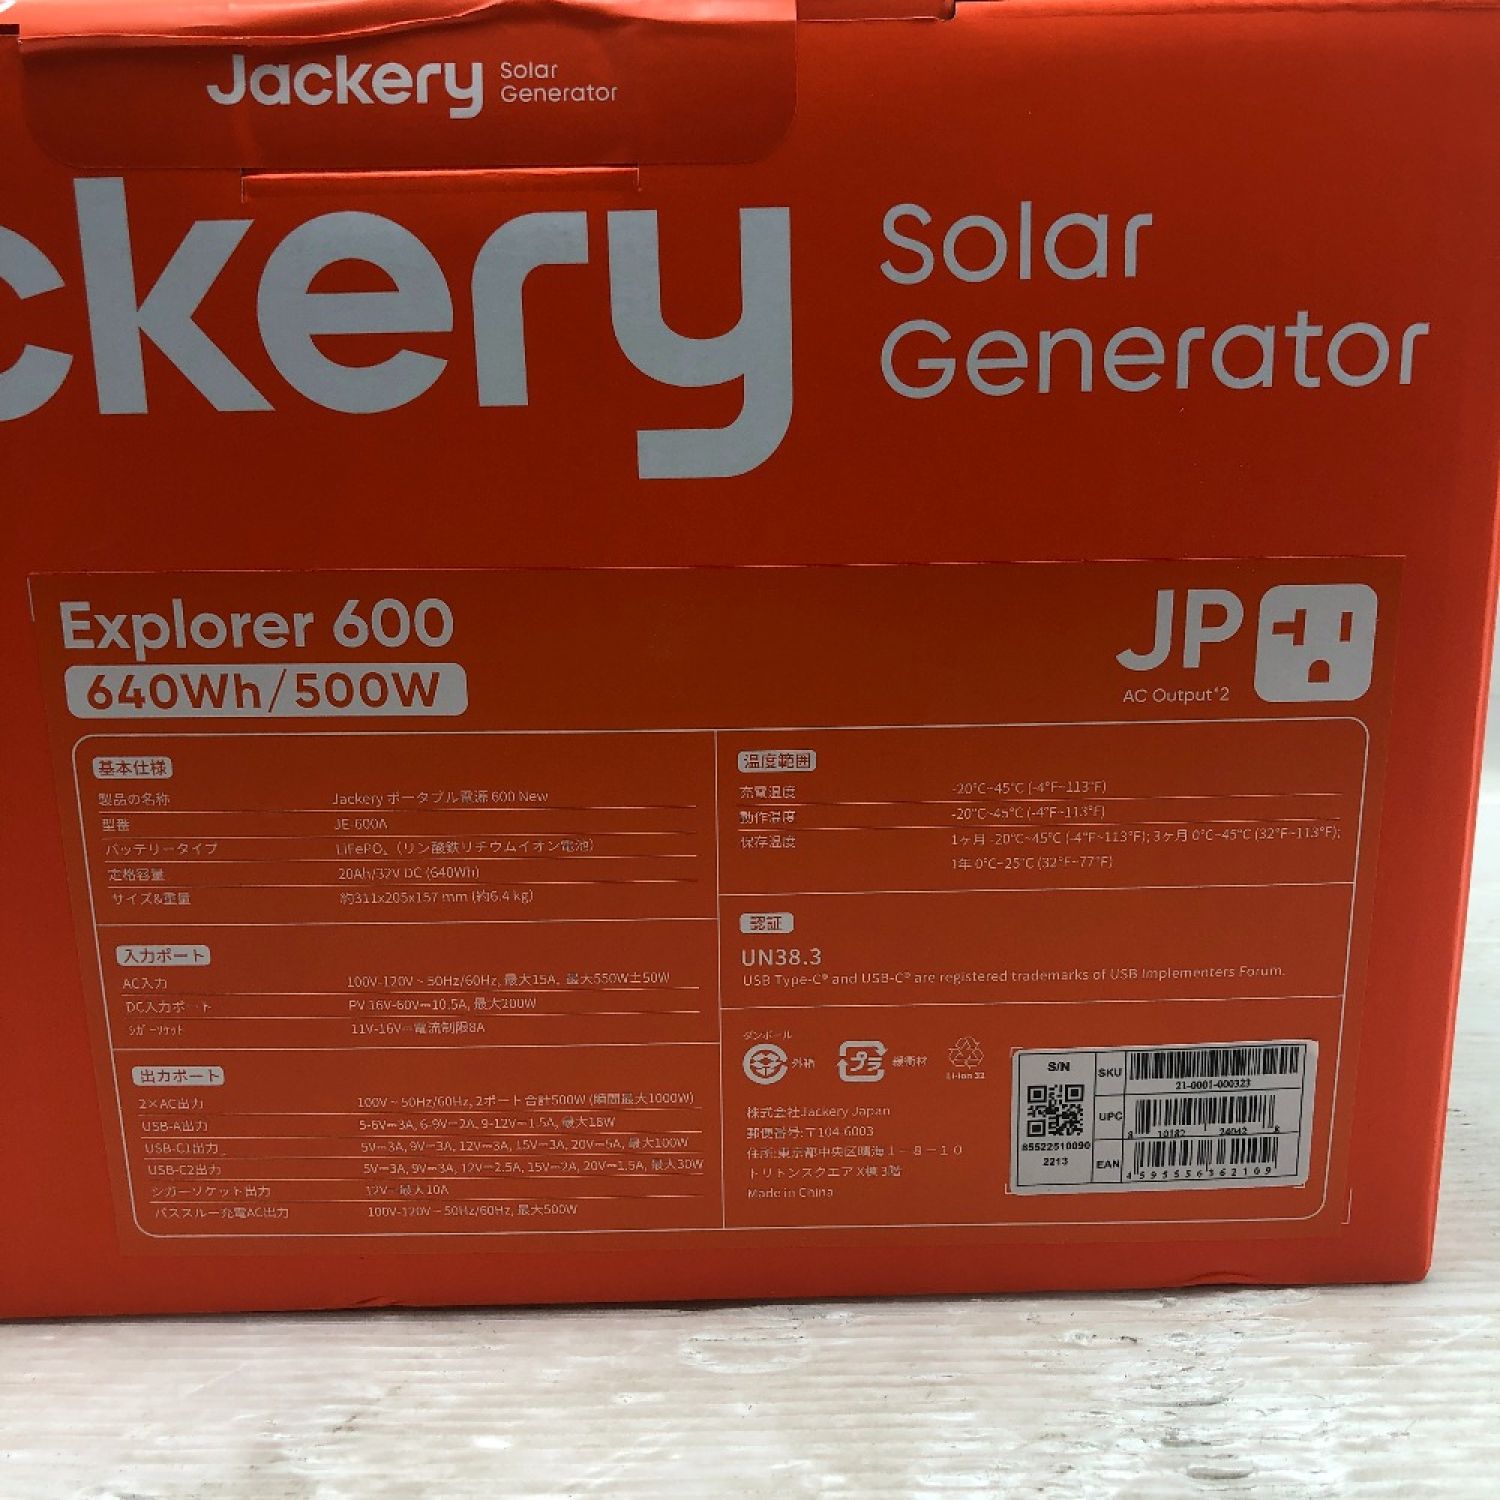 Jackery Solar
Generator
ckery Solar
Generator
Explorer 600
640Wh/500W
JP
AC Output*2
基本仕様
製品の名称 Jackery ポータブル電源 600 New
型番 JE-600A
バッテリータイプ LiFePO₄（リン酸鉄リチウムイオン電池）
定格容量 20Ah/32V DC (640Wh)
サイズ&重量 約311x205x157 mm (約6.4 kg)
入力ポート
AC入力 100V-120V~50Hz/60Hz, 最大15A, 最大550W±50W
DC入力ポート PV 16V-60V⎓10.5A, 最大200W
シガーソケット 11V-16V⎓電流制限8A
出力ポート
2×AC出力 100V~50Hz/60Hz, 2ポート合計500W (瞬間最大1000W)
USB-A出力 5-6V⎓3A, 6-9V⎓2A, 9-12V⎓1.5A, 最大18W
USB-C1出力 5V⎓3A, 9V⎓3A, 12V⎓3A, 15V⎓3A, 20V⎓5A, 最大100W
USB-C2出力 5V⎓3A, 9V⎓3A, 12V⎓2.5A, 15V⎓2A, 20V⎓1.5A, 最大30W
シガーソケット出力 12V⎓最大10A
パススルー充電AC出力 100V-120V~50Hz/60Hz, 最大500W
温度範囲
充電温度 -20°C~45°C (-4°F~113°F)
動作温度 -20°C~45°C (-4°F~113°F)
保存温度 1ヶ月 -20°C~45°C (-4°F~113°F); 3ヶ月 0°C~45°C (32°F~113°F);
1年 0°C~25°C (32°F~77°F)
認証
UN38.3
USB Type-C® and USB-C® are registered trademarks of USB Implementers Forum.
ダンボール
外箱 プラ 緩衝材
Li-ion 22
株式会社Jackery Japan
郵便番号:〒104-6003
住所:東京都中央区晴海１－８－１０
トリトンスクエアX棟3階
Made in China
S/N
85522510090
2213
SKU
21-0001-000323
UPC
8 10182 24042 8
EAN
4 595556 362109